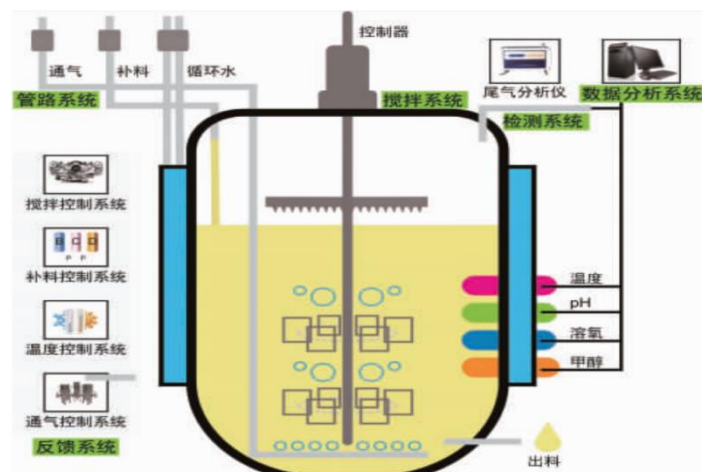 控制器
通气
补料
循环水
管路系统
搅拌系统
尾气分析仪
数据分析系统
检测系统
搅拌控制系统
B C D
P P
补料控制系统
温度控制系统
通气控制系统
反馈系统
温度
pH
溶氧
甲醇
出料